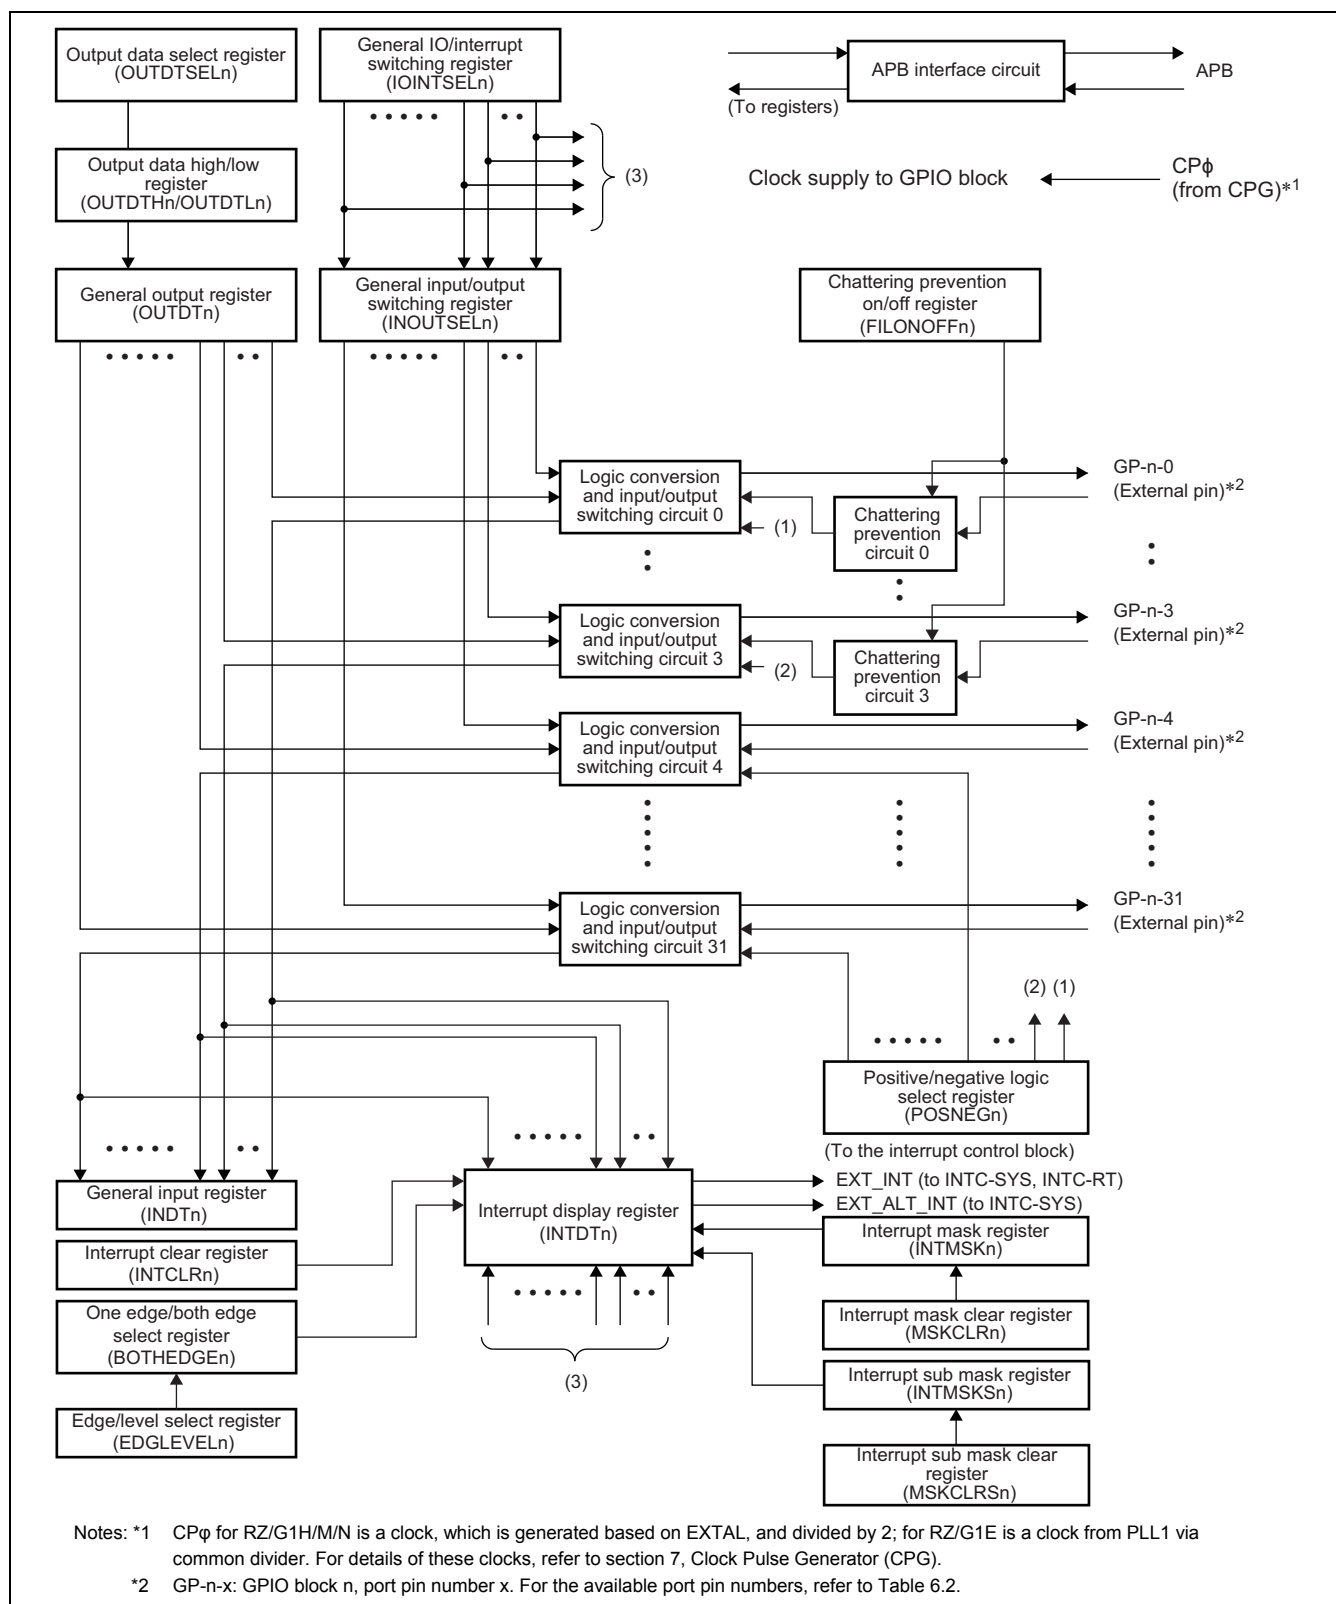 Output data select register
(OUTDTSELn)
General IO/interrupt
switching register
(IOINTSELn)
APB interface circuit
APB
(To registers)
Output data high/low
register
(OUTDTHn/OUTDTLn)
(3)
Clock supply to GPIO block
CPϕ
(from CPG)*1
General output register
(OUTDTn)
General input/output
switching register
(INOUTSELn)
Chattering prevention
on/off register
(FILONOFFn)
Logic conversion
and input/output
switching circuit 0
(1)
Chattering
prevention
circuit 0
GP-n-0
(External pin)*2
Logic conversion
and input/output
switching circuit 3
(2)
Chattering
prevention
circuit 3
GP-n-3
(External pin)*2
Logic conversion
and input/output
switching circuit 4
GP-n-4
(External pin)*2
Logic conversion
and input/output
switching circuit 31
GP-n-31
(External pin)*2
(2) (1)
Positive/negative logic
select register
(POSNEGn)
(To the interrupt control block)
General input register
(INDTn)
Interrupt display register
(INTDTn)
EXT_INT (to INTC-SYS, INTC-RT)
EXT_ALT_INT (to INTC-SYS)
Interrupt clear register
(INTCLRn)
Interrupt mask register
(INTMSKn)
One edge/both edge
select register
(BOTHEDGEn)
Interrupt mask clear register
(MSKCLRn)
(3)
Interrupt sub mask register
(INTMSKSn)
Edge/level select register
(EDGLEVELn)
Interrupt sub mask clear
register
(MSKCLRSn)
Notes: *1 CPφ for RZ/G1H/M/N is a clock, which is generated based on EXTAL, and divided by 2; for RZ/G1E is a clock from PLL1 via
common divider. For details of these clocks, refer to section 7, Clock Pulse Generator (CPG).
*2 GP-n-x: GPIO block n, port pin number x. For the available port pin numbers, refer to Table 6.2.